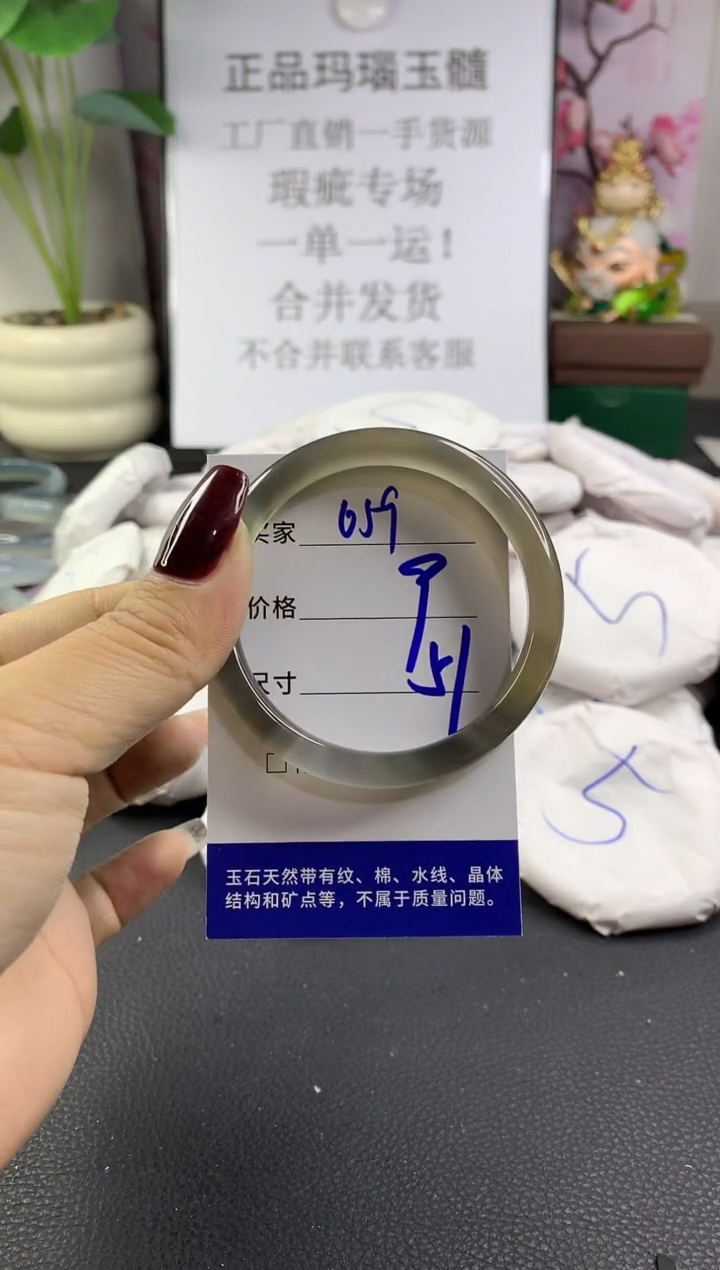 正品玛瑙玉髓
工厂直销一手货源
瑕疵专场
一单一运!
合并发货
不合并联系客服
买家 059
价格
尺寸 51
玉石天然带有纹、棉、水线、晶体
结构和矿点等，不属于质量问题。
5
5